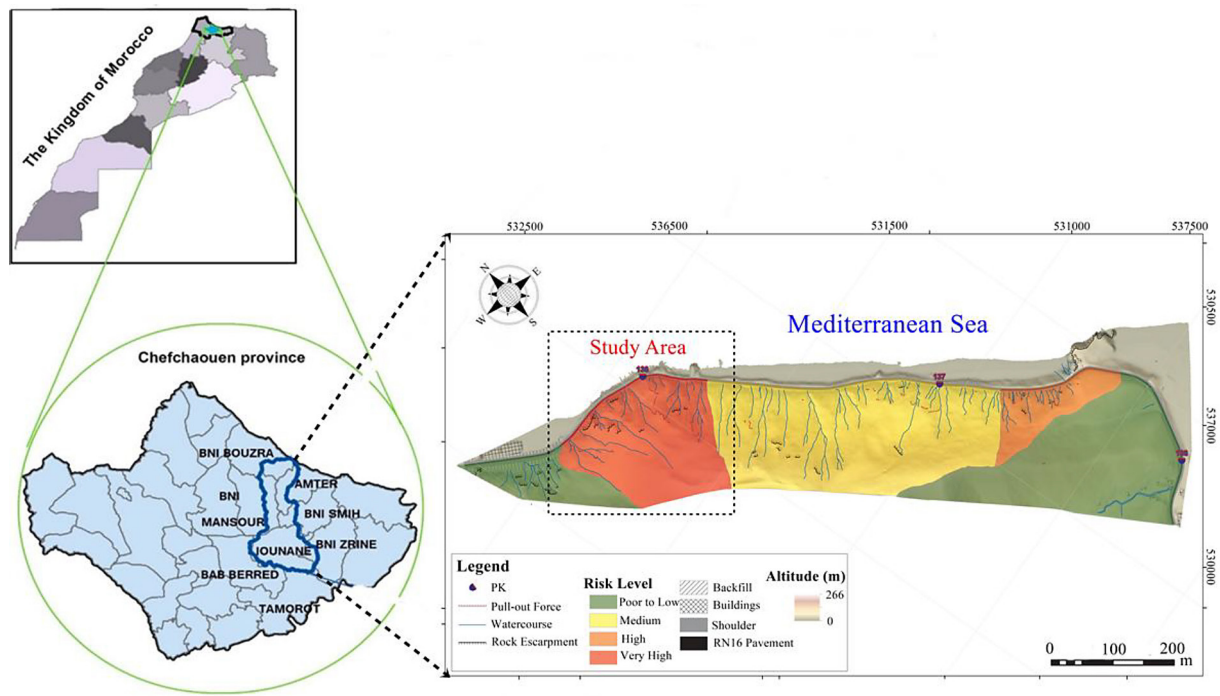 The Kingdom of Morocco
Chefchaouen province
BNI BOUZRA
AMTER
BNI
MANSOUR
BNI SMIH
BNI ZRINE
JOUNANE
BAB BERRED
TAMOROT
532500 536500 531500 531000 537500
530500
537000
530000
N E
W S
Mediterranean Sea
Study Area
137
Legend
PK
Pull-out Force
Watercourse
Rock Escarpment
Risk Level
Poor to Low
Medium
High
Very High
Backfill
Buildings
Shoulder
RN16 Pavement
Altitude (m)
266
0
0 100 200
m